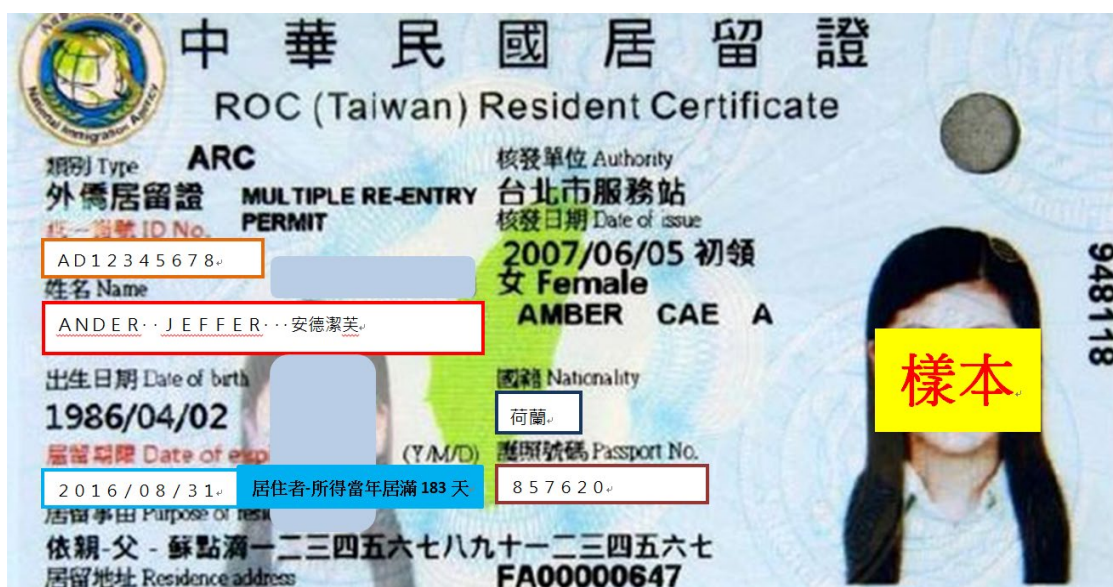 中華民國居留證
ROC (Taiwan) Resident Certificate
National Immigration Agency
類別 Type ARC
核發單位 Authority
外僑居留證 MULTIPLE RE-ENTRY PERMIT
台北市服務站
統一證號 ID No.
核發日期 Date of issue
AD12345678
2007/06/05 初領
姓名 Name
女 Female
ANDER JEFFER 安德潔芙
AMBER CAE A
948118
樣本
出生日期 Date of birth
國籍 Nationality
1986/04/02
荷蘭
居留期限 Date of (Y/M/D)
護照號碼 Passport No.
2016/08/31 居住者-所得當年居滿 183 天
857620
居留事由 Purpose of
依親-父 - 蘇點滴一二三四五六七八九十一二三四五六七
居留地址 Residence address
FA00000647